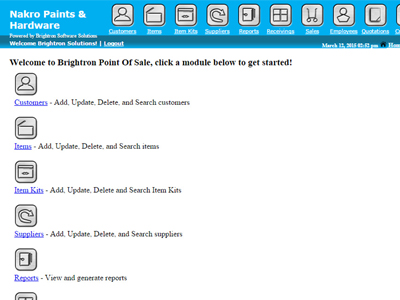 Nakro Paints &
Hardware
Powered by Brightron Software Solutions
Customers Items Item Kits Suppliers Reports Receivings Sales Employees Quotations
Welcome Brightron Solutions! | Logout
March 12, 2015 02:52 pm
Welcome to Brightron Point Of Sale, click a module below to get started!
Customers - Add, Update, Delete, and Search customers
Items - Add, Update, Delete, and Search items
Item Kits - Add, Update, Delete and Search Item Kits
Suppliers - Add, Update, Delete, and Search suppliers
Reports - View and generate reports